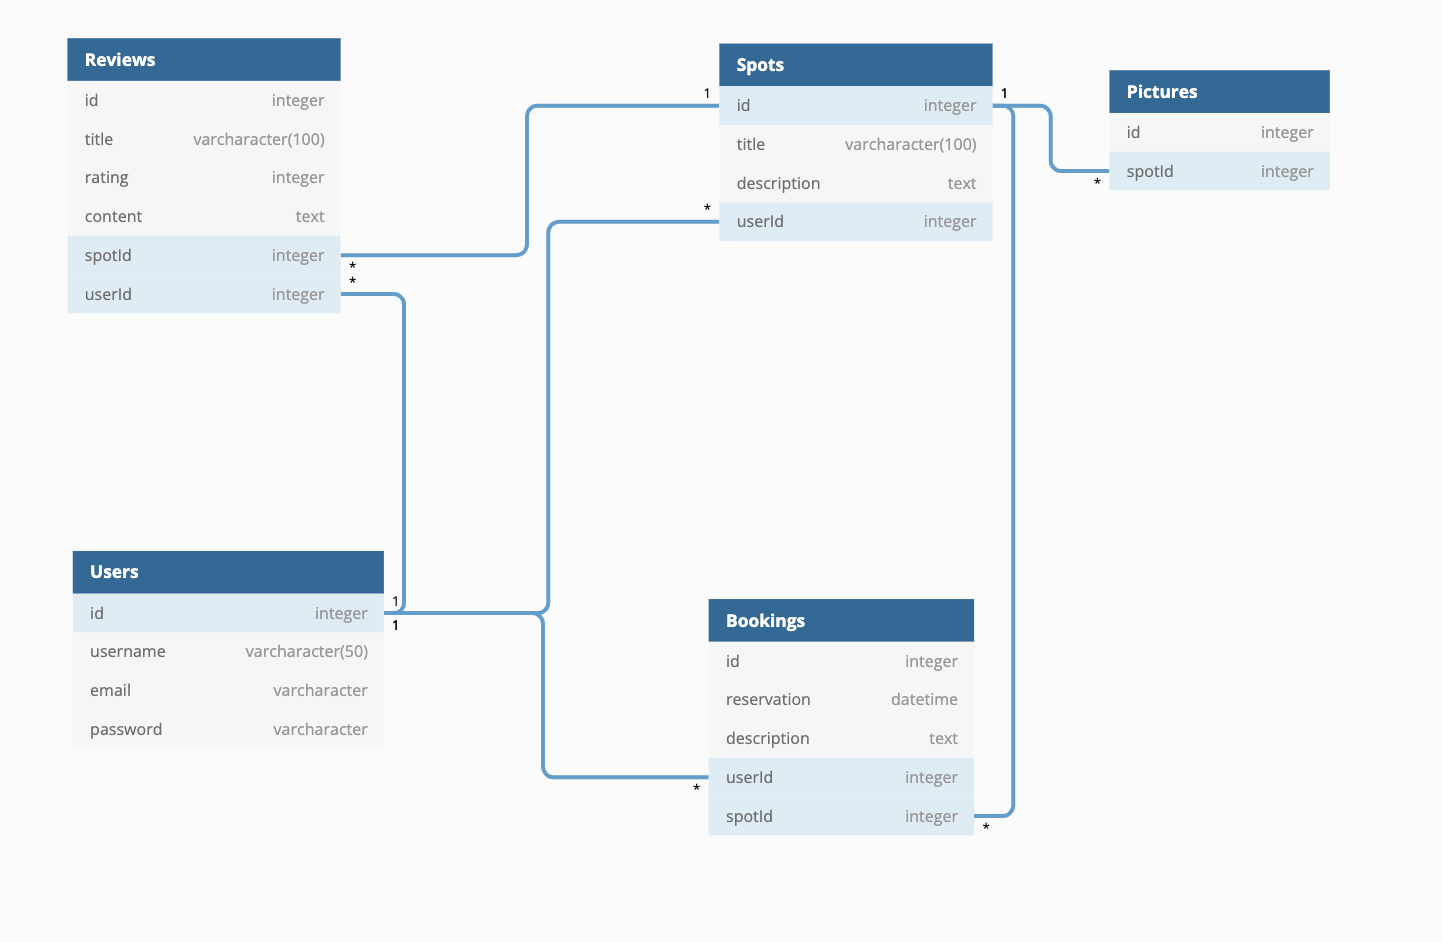 Reviews
id integer
title varcharacter(100)
rating integer
content text
spotId integer
*
*
userId integer
Spots
1
id integer
1
title varcharacter(100)
description text
*
userId integer
Pictures
id integer
spotId integer
*
Users
id integer
1
1
username varcharacter(50)
email varcharacter
password varcharacter
Bookings
id integer
reservation datetime
description text
userId integer
*
spotId integer
*